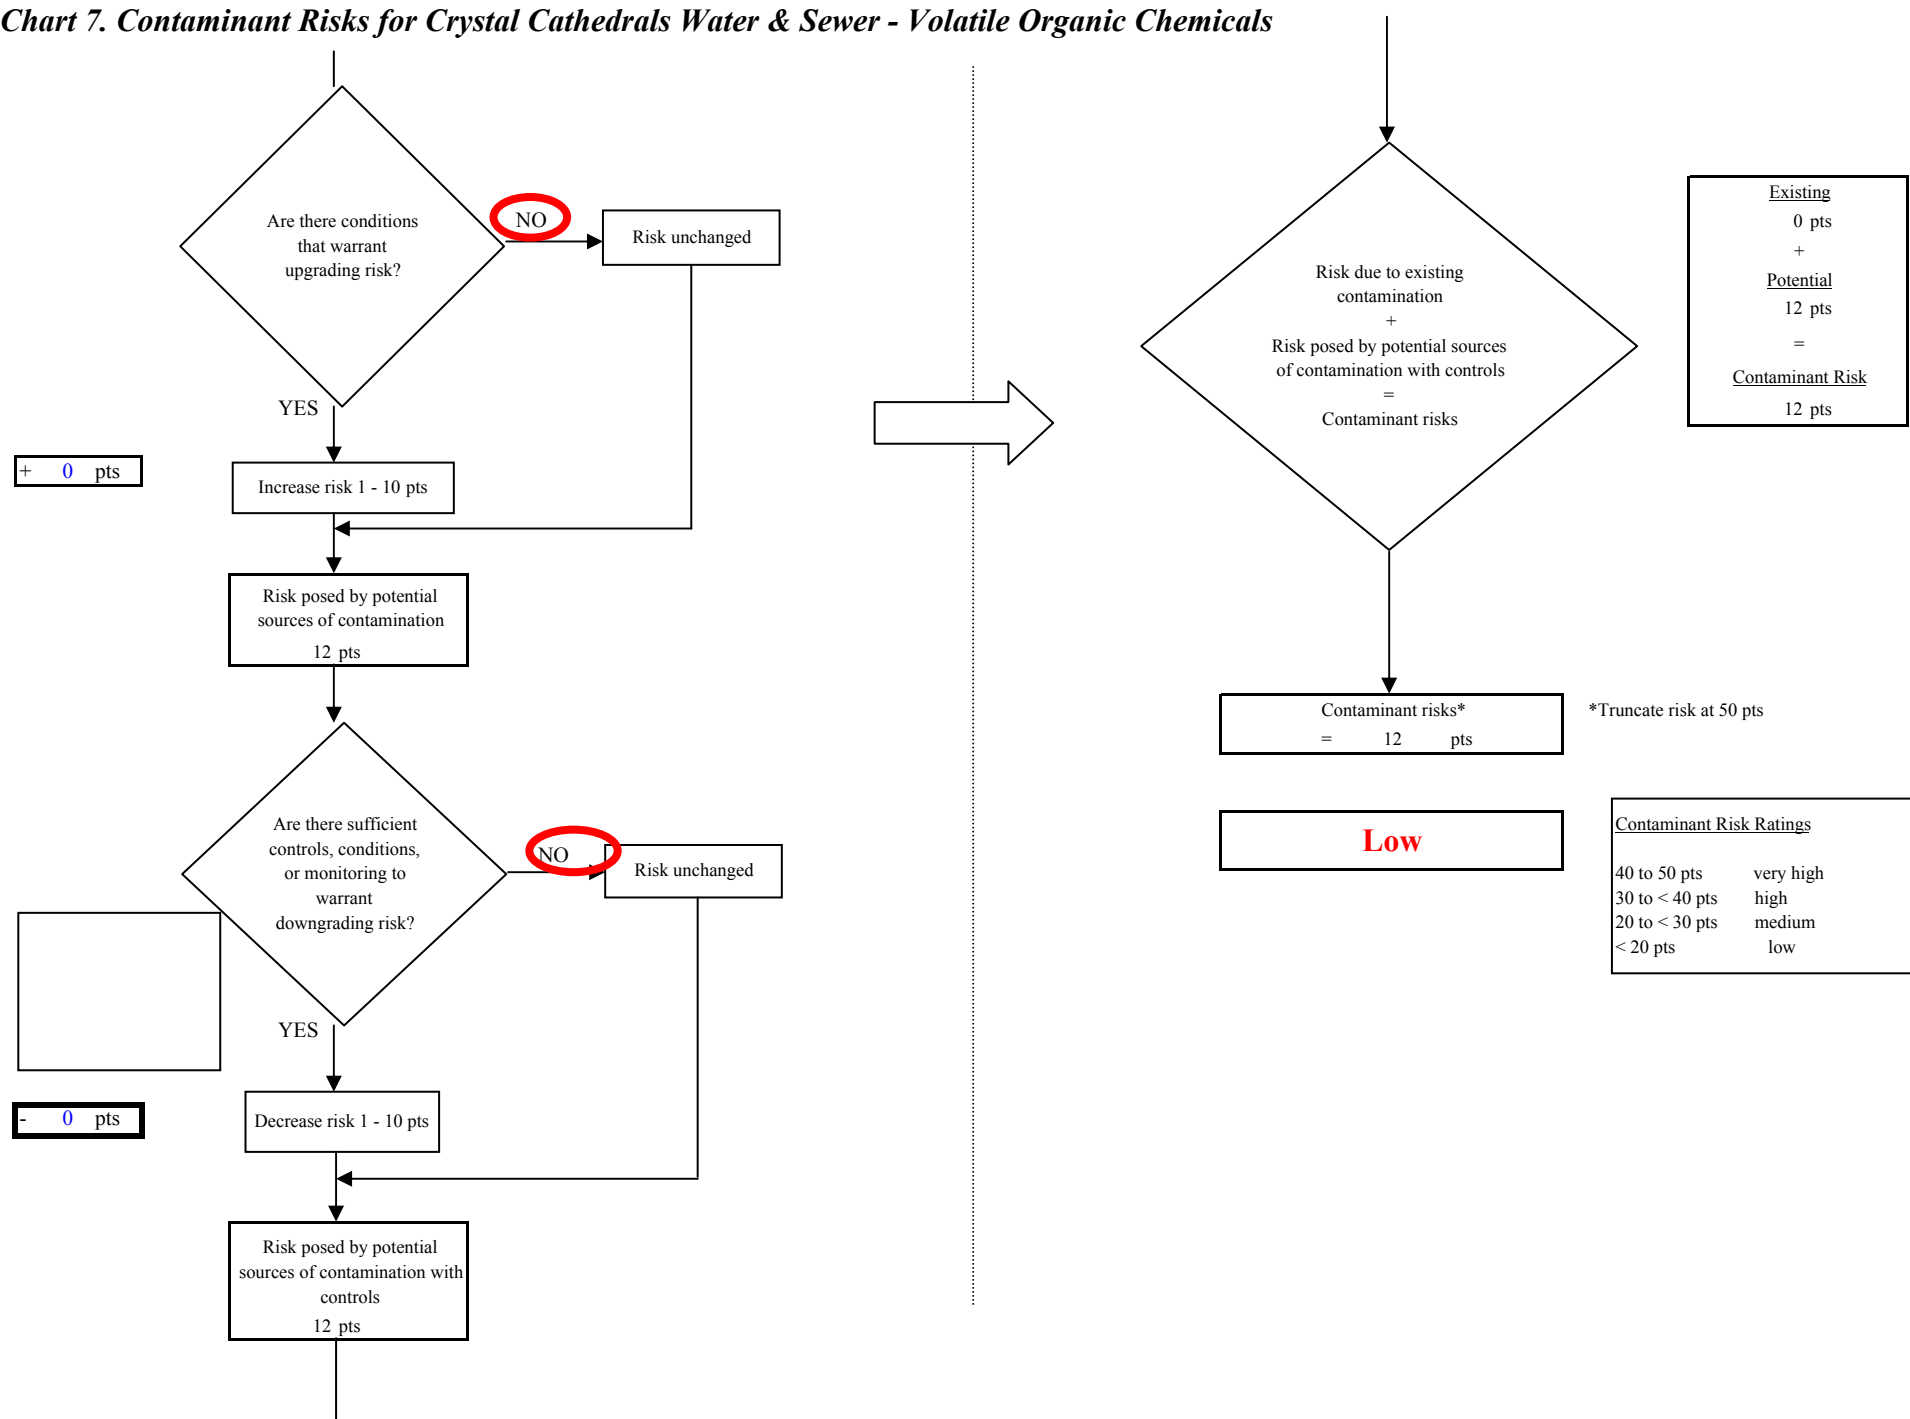 Chart 7. Contaminant Risks for Crystal Cathedrals Water & Sewer - Volatile Organic Chemicals
Are there conditions
that warrant
upgrading risk?
NO
Risk unchanged
YES
+ 0 pts
Increase risk 1 - 10 pts
Risk posed by potential
sources of contamination
12 pts
Are there sufficient
controls, conditions,
or monitoring to
warrant
downgrading risk?
NO
Risk unchanged
YES
- 0 pts
Decrease risk 1 - 10 pts
Risk posed by potential
sources of contamination with
controls
12 pts
Risk due to existing
contamination
+
Risk posed by potential sources
of contamination with controls
=
Contaminant risks
Existing
0 pts
+
Potential
12 pts
=
Contaminant Risk
12 pts
Contaminant risks*
= 12 pts
*Truncate risk at 50 pts
Low
Contaminant Risk Ratings
40 to 50 pts very high
30 to < 40 pts high
20 to < 30 pts medium
< 20 pts low